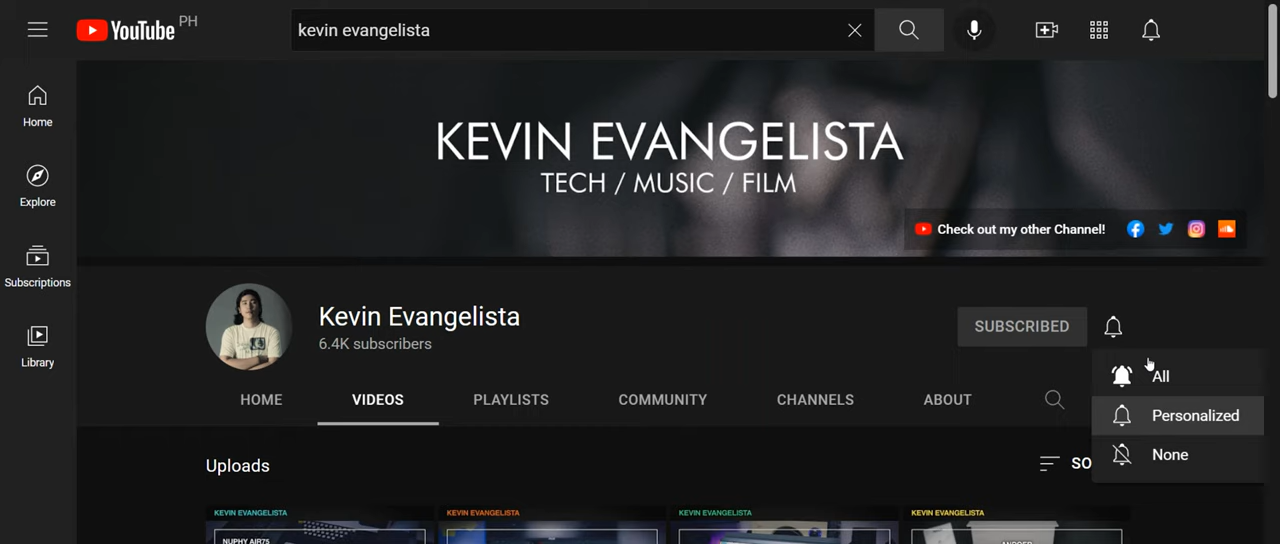 YouTube PH
kevin evangelista
Home
Explore
Subscriptions
Library
KEVIN EVANGELISTA
TECH / MUSIC / FILM
Check out my other Channel!
Kevin Evangelista
6.4K subscribers
SUBSCRIBED
All
Personalized
None
HOME VIDEOS PLAYLISTS COMMUNITY CHANNELS ABOUT
Uploads
SO
KEVIN EVANGELISTA KEVIN EVANGELISTA KEVIN EVANGELISTA KEVIN EVANGELISTA
NUPHY AIR75